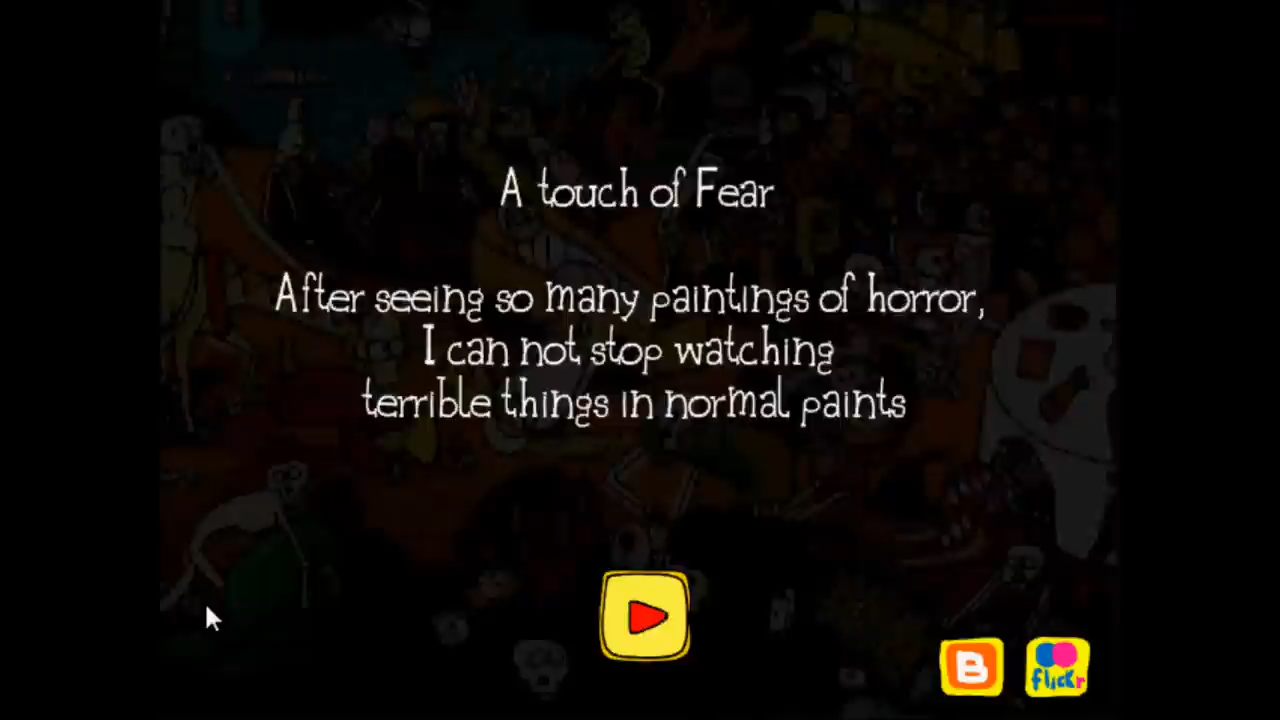 A touch of Fear
After seeing so many paintings of horror,
I can not stop watching
terrible things in normal paints
B
flickr